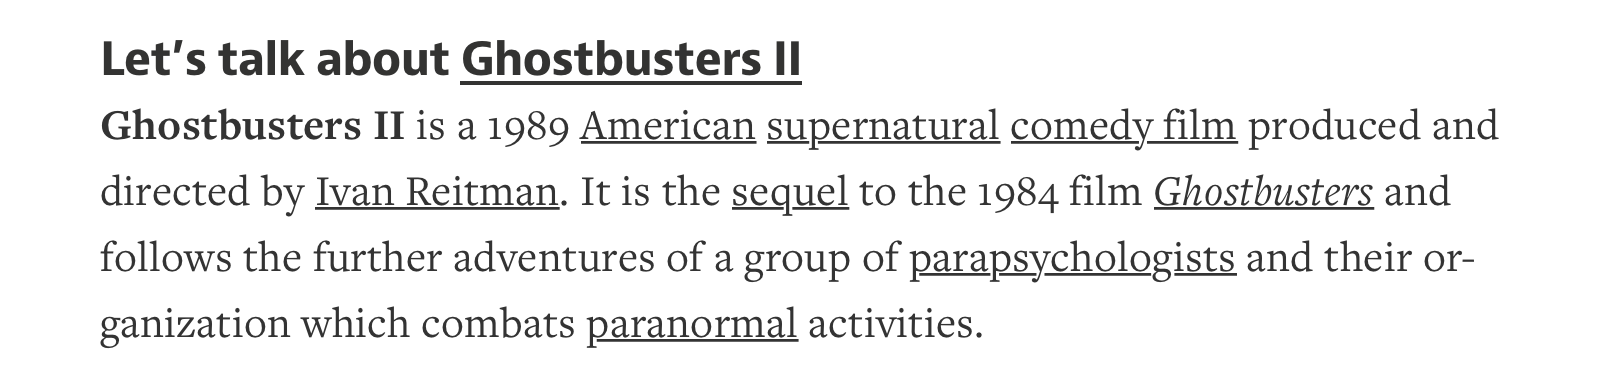 Let’s talk about Ghostbusters II
Ghostbusters II is a 1989 American supernatural comedy film produced and
directed by Ivan Reitman. It is the sequel to the 1984 film Ghostbusters and
follows the further adventures of a group of parapsychologists and their or-
ganization which combats paranormal activities.